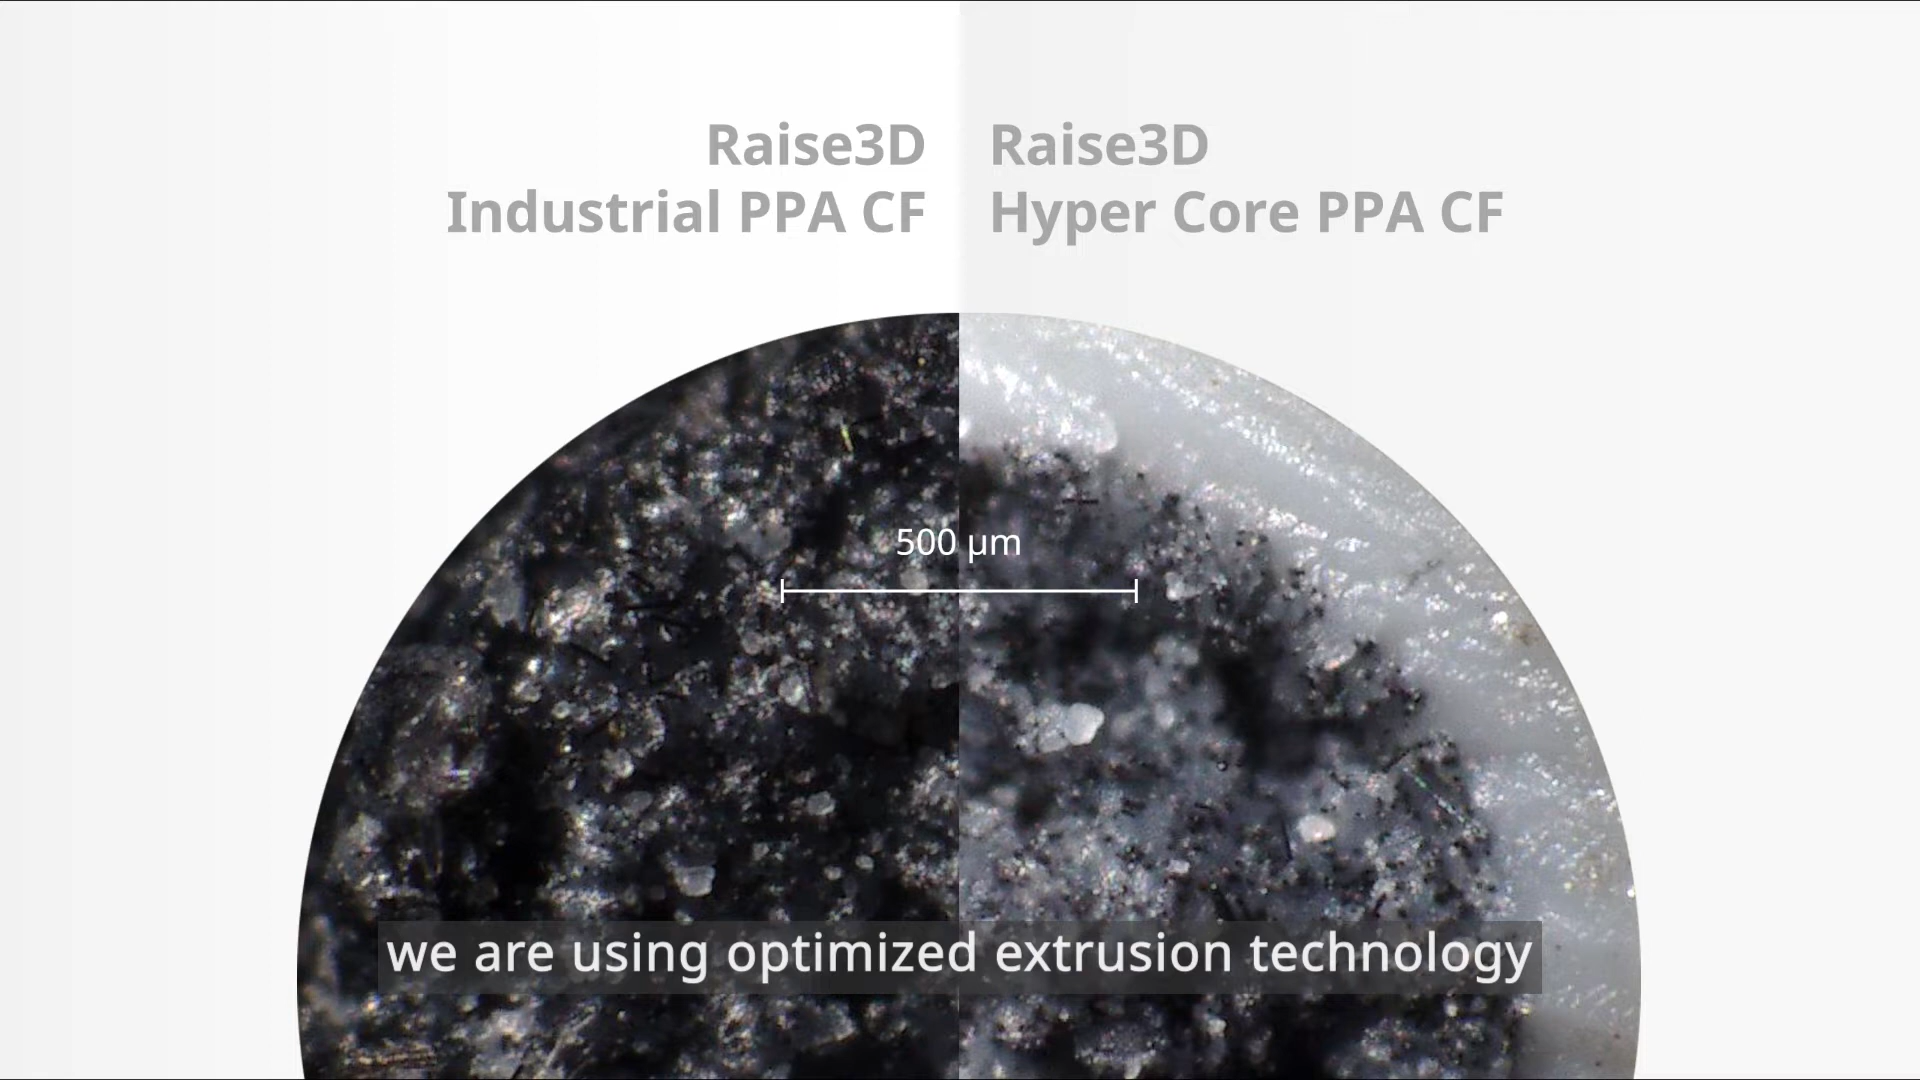 Raise3D
Industrial PPA CF
Raise3D
Hyper Core PPA CF
500 µm
we are using optimized extrusion technology